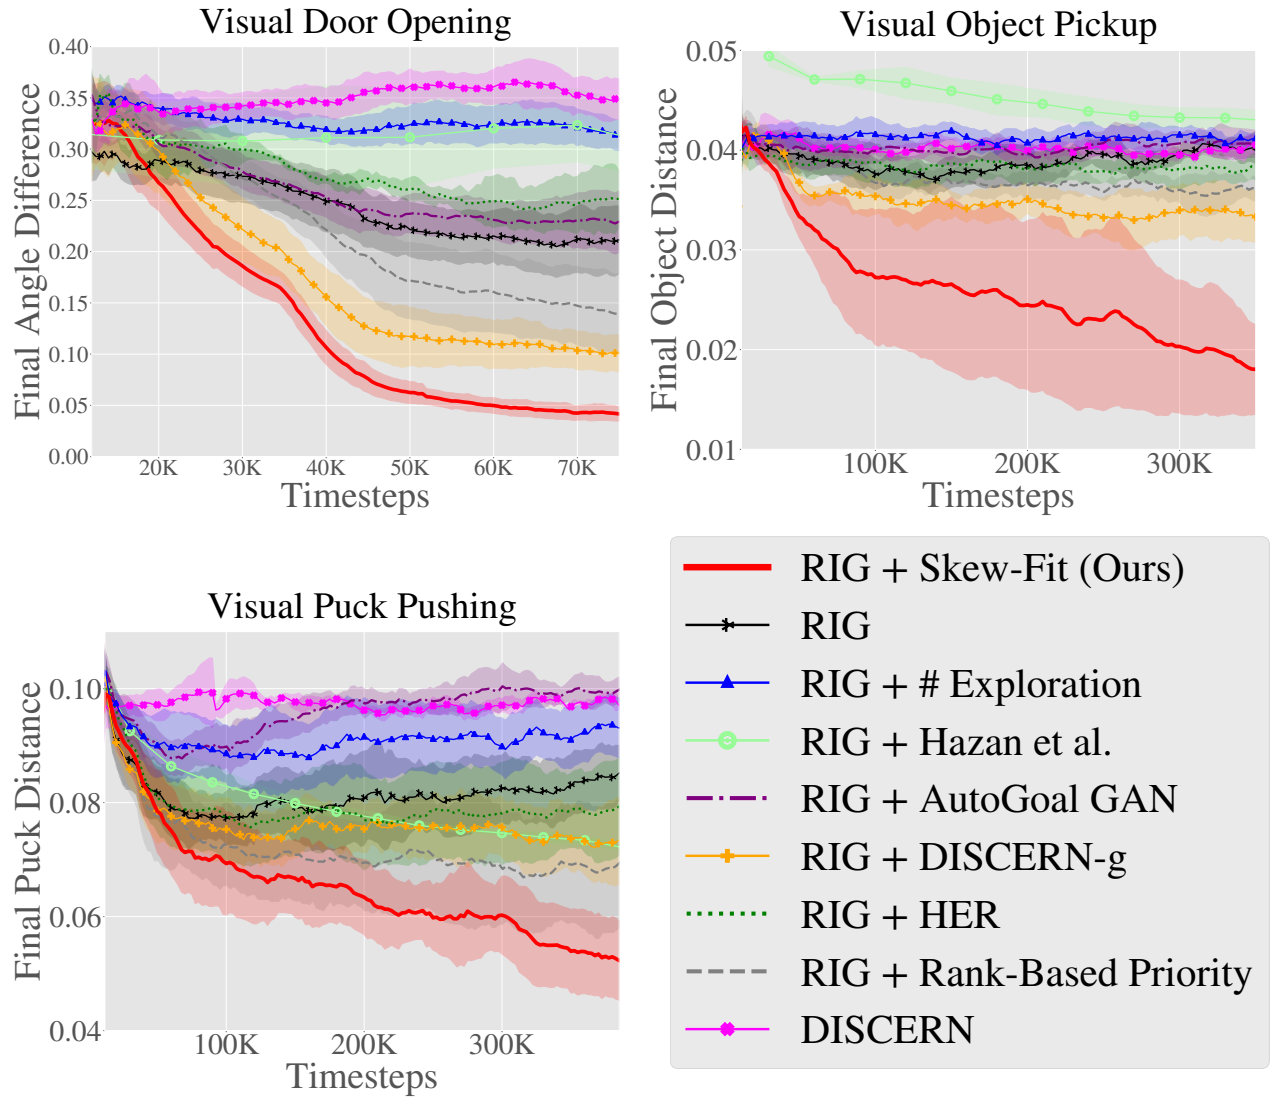 Visual Door Opening
Final Angle Difference
0.40
0.35
0.30
0.25
0.20
0.15
0.10
0.05
0.00
20K 30K 40K 50K 60K 70K
Timesteps
Visual Object Pickup
Final Object Distance
0.05
0.04
0.03
0.02
0.01
100K 200K 300K
Timesteps
Visual Puck Pushing
Final Puck Distance
0.10
0.08
0.06
0.04
100K 200K 300K
Timesteps
RIG + Skew-Fit (Ours)
RIG
RIG + # Exploration
RIG + Hazan et al.
RIG + AutoGoal GAN
RIG + DISCERN-g
RIG + HER
RIG + Rank-Based Priority
DISCERN